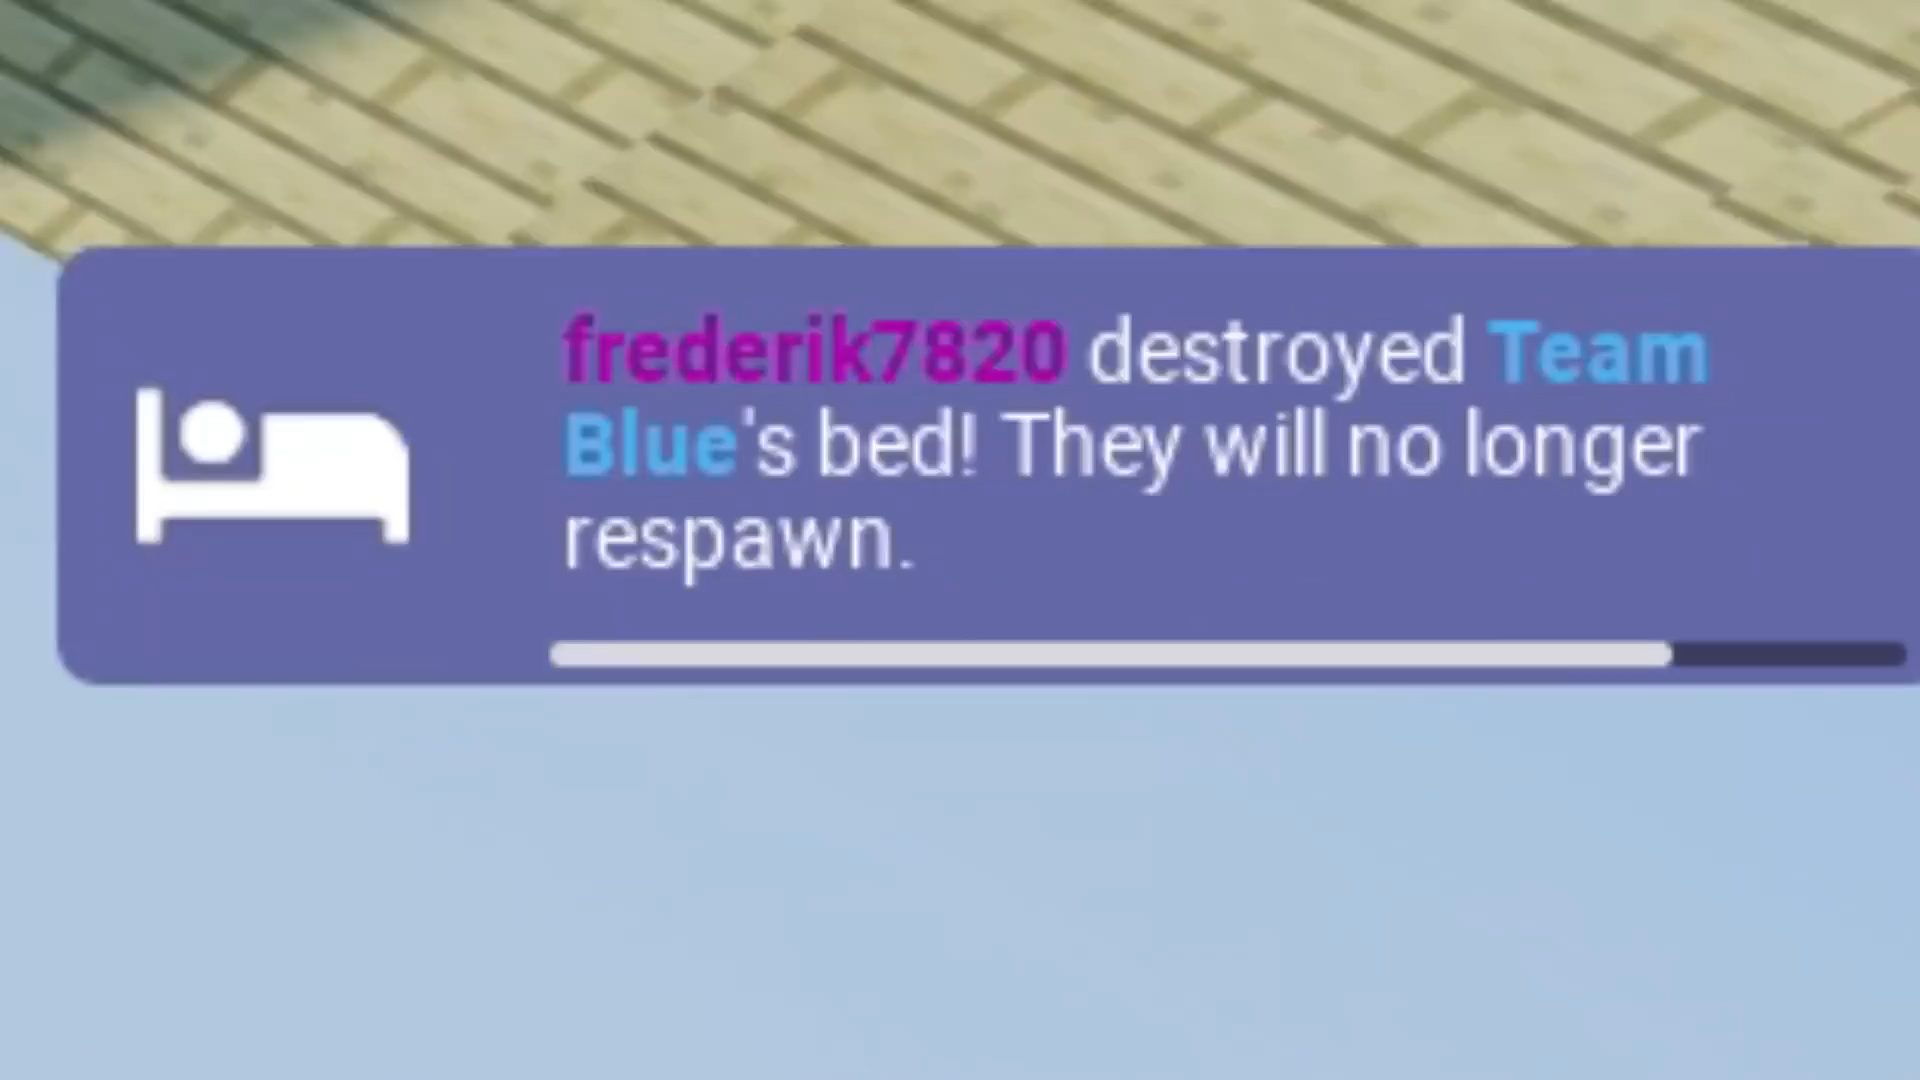 frederik7820 destroyed Team
Blue's bed! They will no longer
respawn.